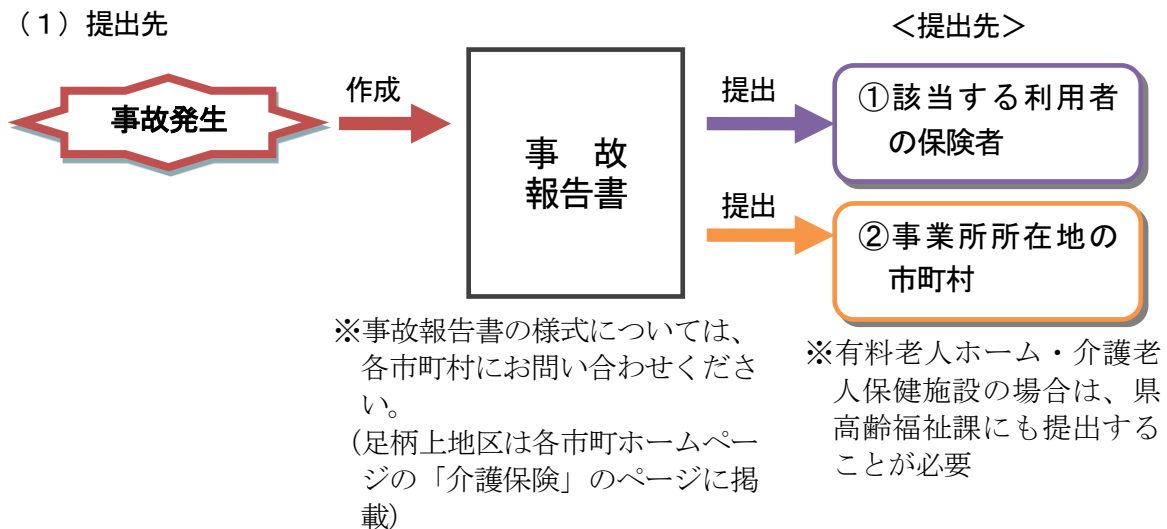 （１）提出先
＜提出先＞
事故発生
作成
事　故
報告書
提出
①該当する利用者
の保険者
提出
②事業所所在地の
市町村
※事故報告書の様式については、
各市町村にお問い合わせくださ
い。
（足柄上地区は各市町ホームペー
ジの「介護保険」のページに掲
載）
※有料老人ホーム・介護老
人保健施設の場合は、県
高齢福祉課にも提出する
ことが必要